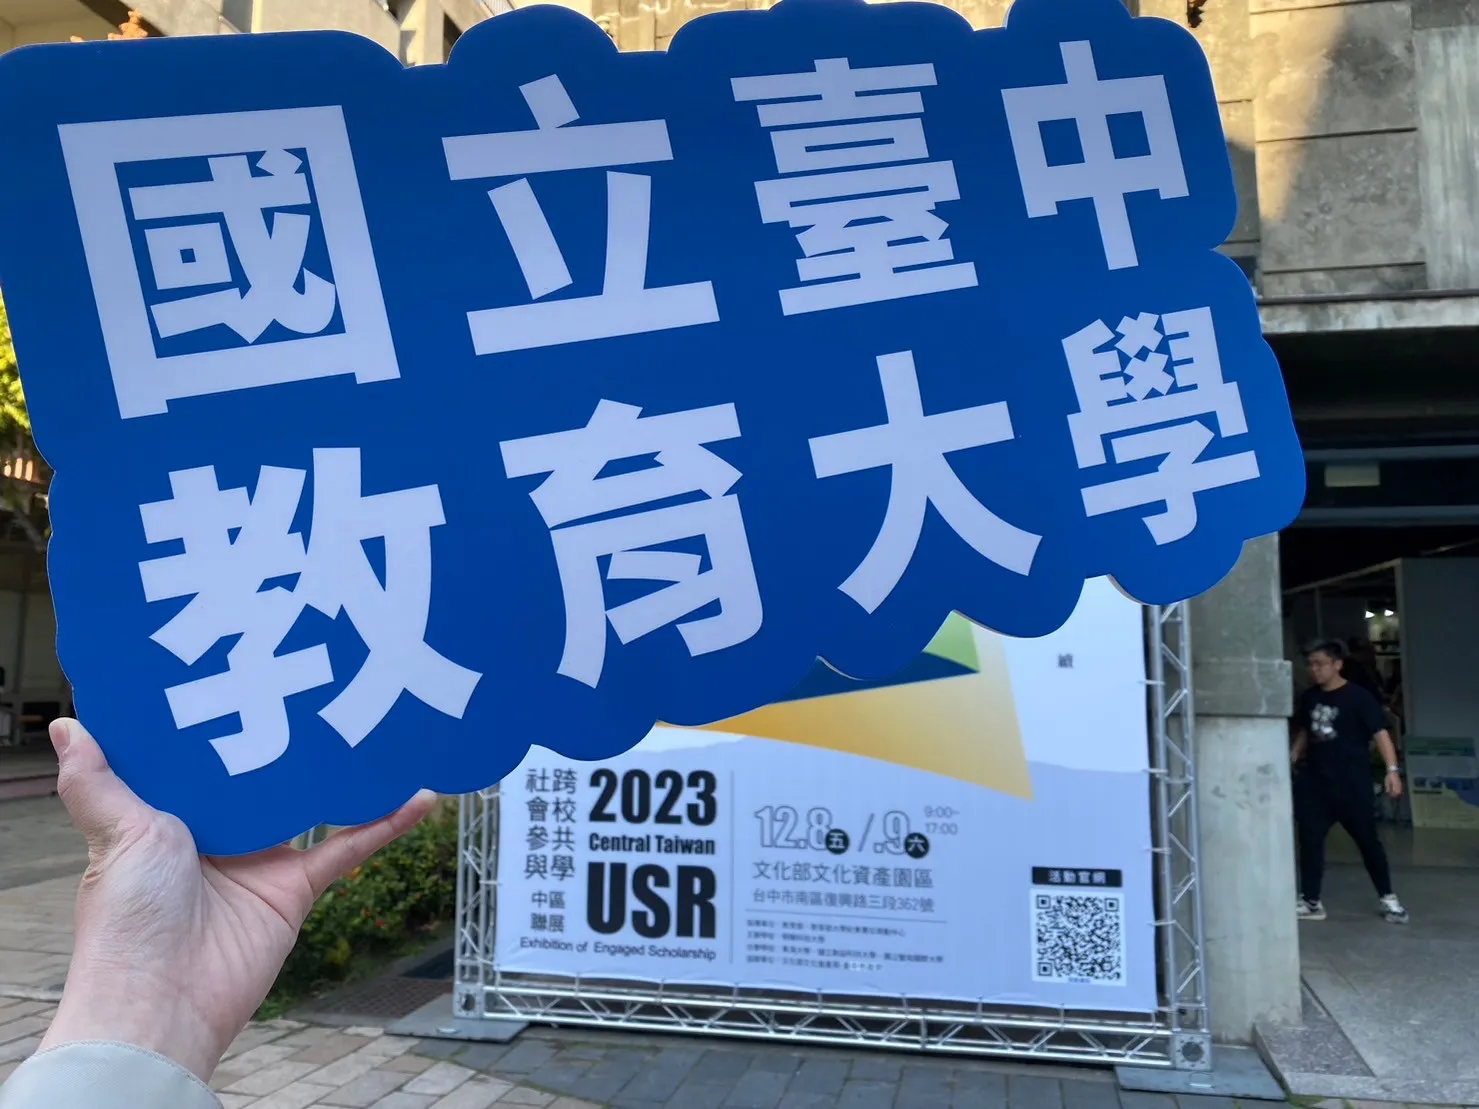 國立臺中
教育大學
續
跨校共學
社會參與
中區
聯展
2023
Central Taiwan
USR
Exhibition of Engaged Scholarship
12.8五/.9六
9:00~
17:00
文化部文化資產園區
台中市南區復興路三段362號
活動官網